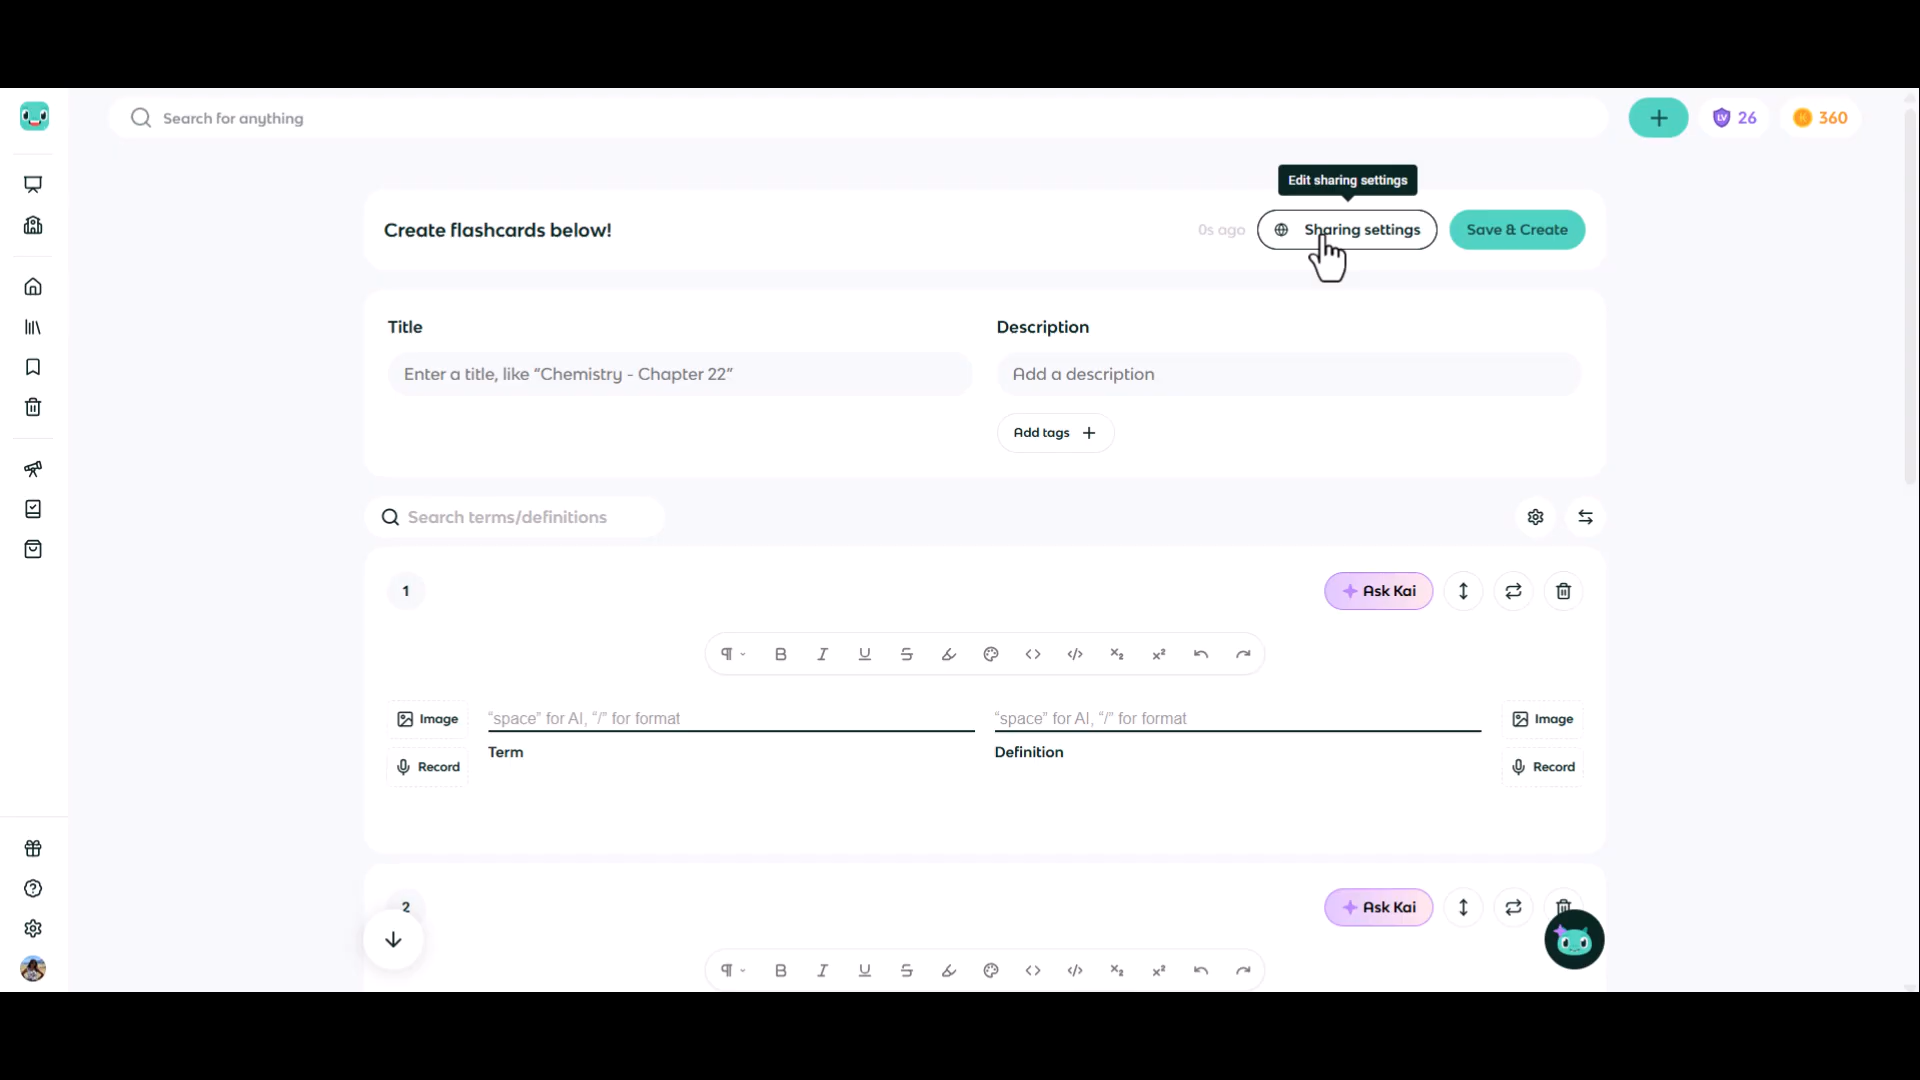 Search for anything
LV 26
360
Edit sharing settings
Create flashcards below!
0s ago
Sharing settings
Save & Create
Title
Description
Enter a title, like “Chemistry - Chapter 22”
Add a description
Add tags +
Search terms/definitions
1
Ask Kai
Image
“space” for AI, “/” for format
“space” for AI, “/” for format
Image
Term
Definition
Record
Record
2
Ask Kai